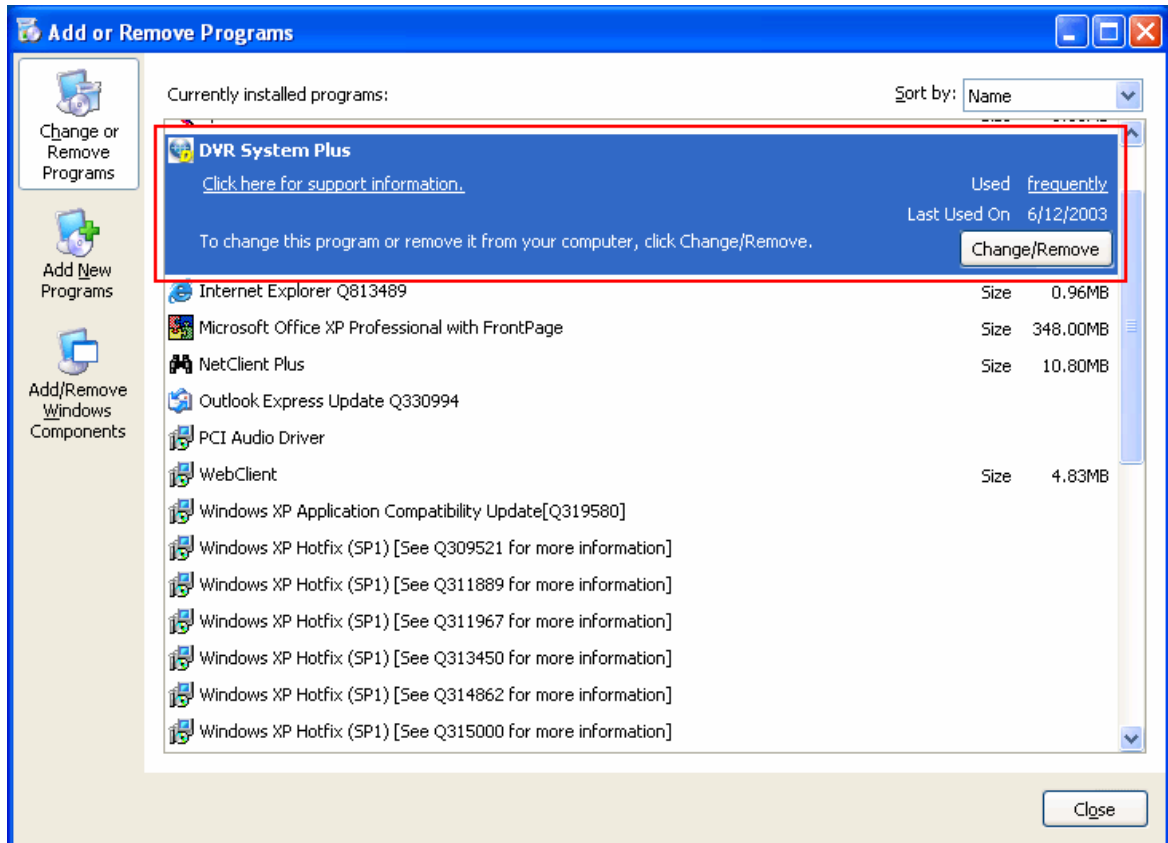 Add or Remove Programs
Change or
Remove
Programs
Add New
Programs
Add/Remove
Windows
Components
Currently installed programs:
Sort by: Name
DVR System Plus
Click here for support information.
Used frequently
Last Used On 6/12/2003
To change this program or remove it from your computer, click Change/Remove.
Change/Remove
Internet Explorer Q813489 Size 0.96MB
Microsoft Office XP Professional with FrontPage Size 348.00MB
NetClient Plus Size 10.80MB
Outlook Express Update Q330994
PCI Audio Driver
WebClient Size 4.83MB
Windows XP Application Compatibility Update[Q319580]
Windows XP Hotfix (SP1) [See Q309521 for more information]
Windows XP Hotfix (SP1) [See Q311889 for more information]
Windows XP Hotfix (SP1) [See Q311967 for more information]
Windows XP Hotfix (SP1) [See Q313450 for more information]
Windows XP Hotfix (SP1) [See Q314862 for more information]
Windows XP Hotfix (SP1) [See Q315000 for more information]
Close